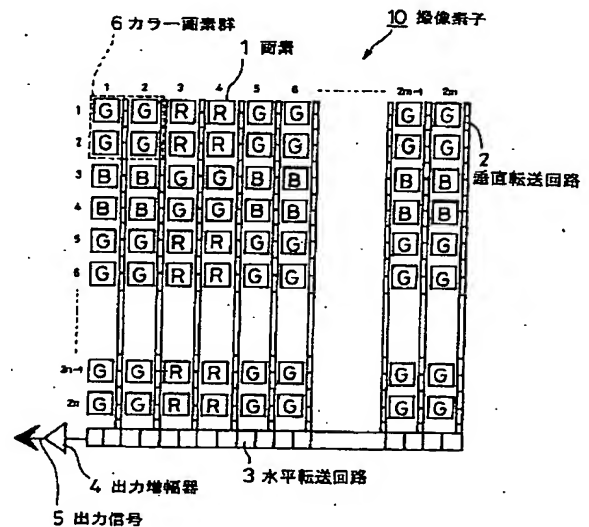 6 カラー画素群
1 画素
10 撮像素子
1 2 3 4 5 6 2m-1 2m
1 G G R R G G G G
2 G G R R G G G G
2 垂直転送回路
3 B B G G B B B B
4 B B G G B B B B
5 G G R R G G G G
6 G G R R G G G G
2n-1 G G R R G G G G
2n G G R R G G G G
3 水平転送回路
4 出力増幅器
5 出力信号